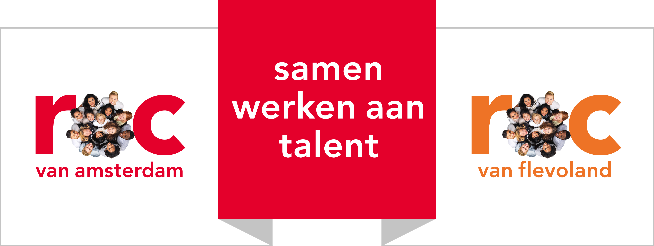 roc
van amsterdam
samen
werken aan
talent
roc
van flevoland